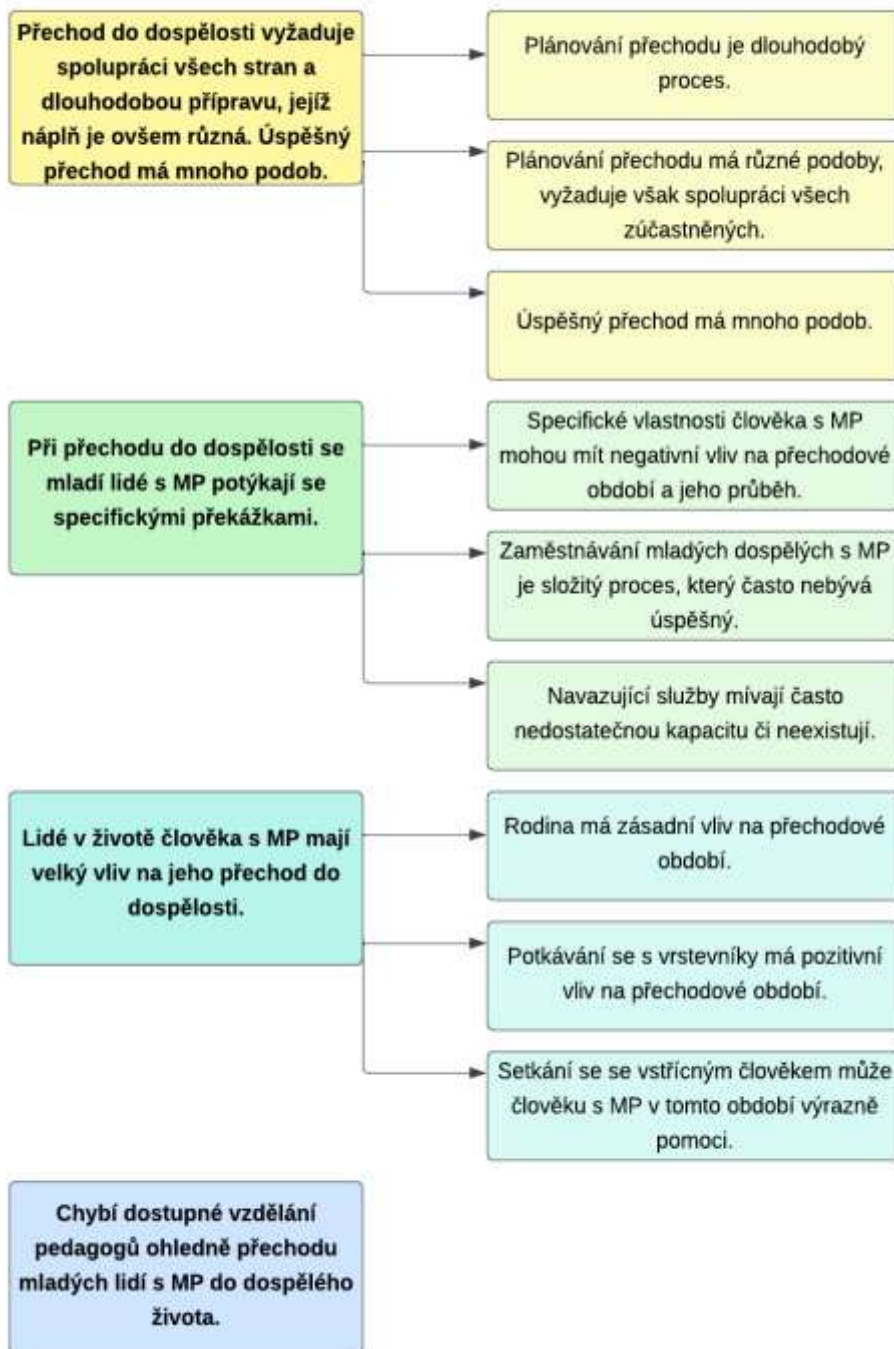 Přechod do dospělosti vyžaduje
spolupráci všech stran a
dlouhodobou přípravu, jejíž
náplň je ovšem různá. Úspěšný
přechod má mnoho podob.
Plánování přechodu je dlouhodobý
proces.
Plánování přechodu má různé podoby,
vyžaduje však spolupráci všech
zúčastněných.
Úspěšný přechod má mnoho podob.
Při přechodu do dospělosti se
mladí lidé s MP potýkají se
specifickými překážkami.
Specifické vlastnosti člověka s MP
mohou mít negativní vliv na přechodové
období a jeho průběh.
Zaměstnávání mladých dospělých s MP
je složitý proces, který často nebývá
úspěšný.
Navazující služby mívají často
nedostatečnou kapacitu či neexistují.
Lidé v životě člověka s MP mají
velký vliv na jeho přechod do
dospělosti.
Rodina má zásadní vliv na přechodové
období.
Potkávání se s vrstevníky má pozitivní
vliv na přechodové období.
Setkání se se vstřícným člověkem může
člověku s MP v tomto období výrazně
pomoci.
Chybí dostupné vzdělání
pedagogů ohledně přechodu
mladých lidí s MP do dospělého
života.